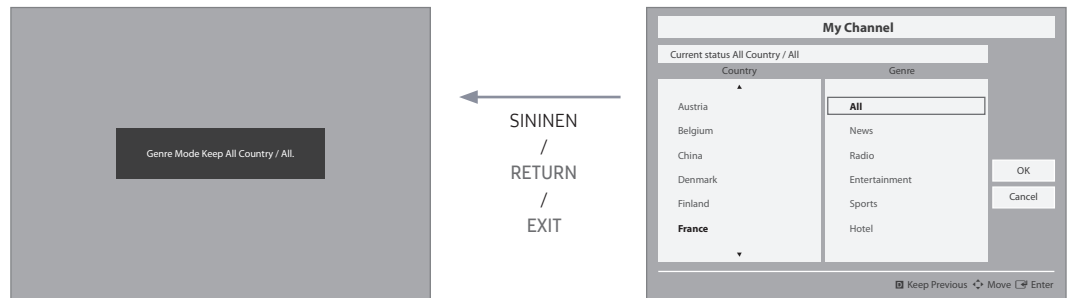 Genre Mode Keep All Country / All.
SININEN
/
RETURN
/
EXIT
My Channel
Current status All Country / All
Country
▲
Austria
Belgium
China
Denmark
Finland
France
▼
Genre
All
News
Radio
Entertainment
Sports
Hotel
OK
Cancel
D Keep Previous Move Enter